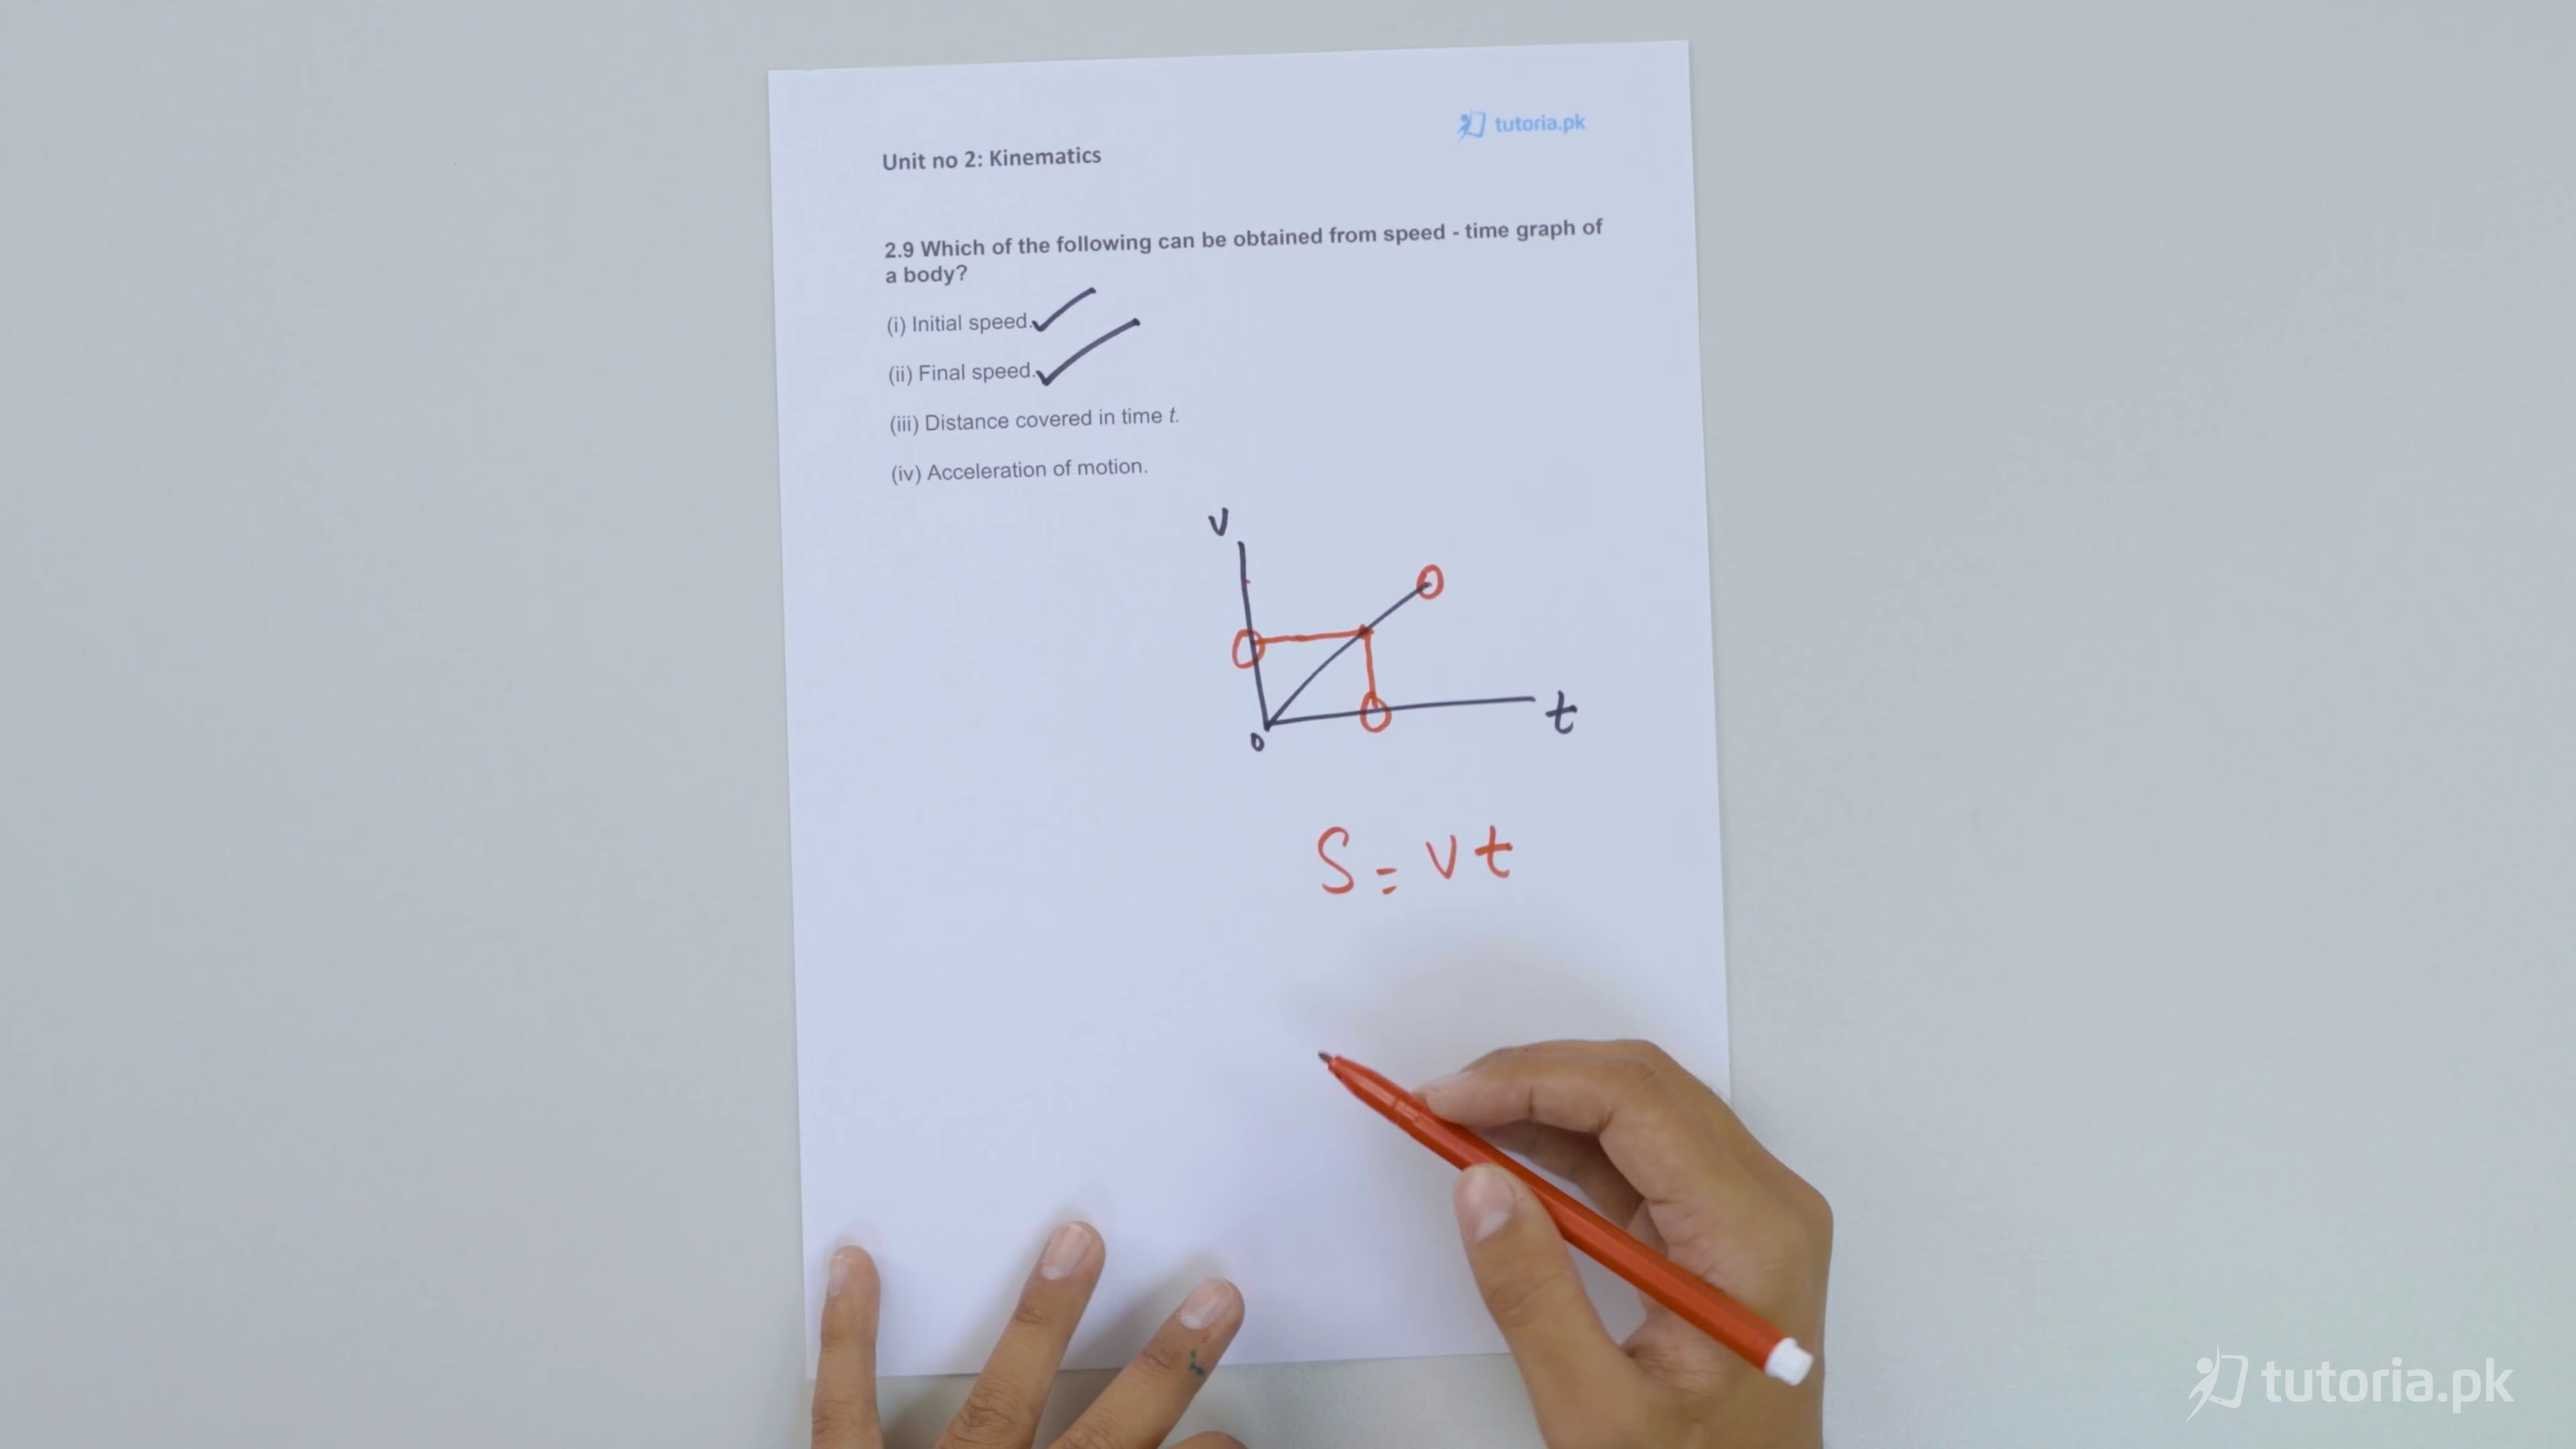 tutoria.pk
Unit no 2: Kinematics
2.9 Which of the following can be obtained from speed - time graph of
a body?
(i) Initial speed.
(ii) Final speed.
(iii) Distance covered in time t.
(iv) Acceleration of motion.
v
t
0
S = vt
tutoria.pk